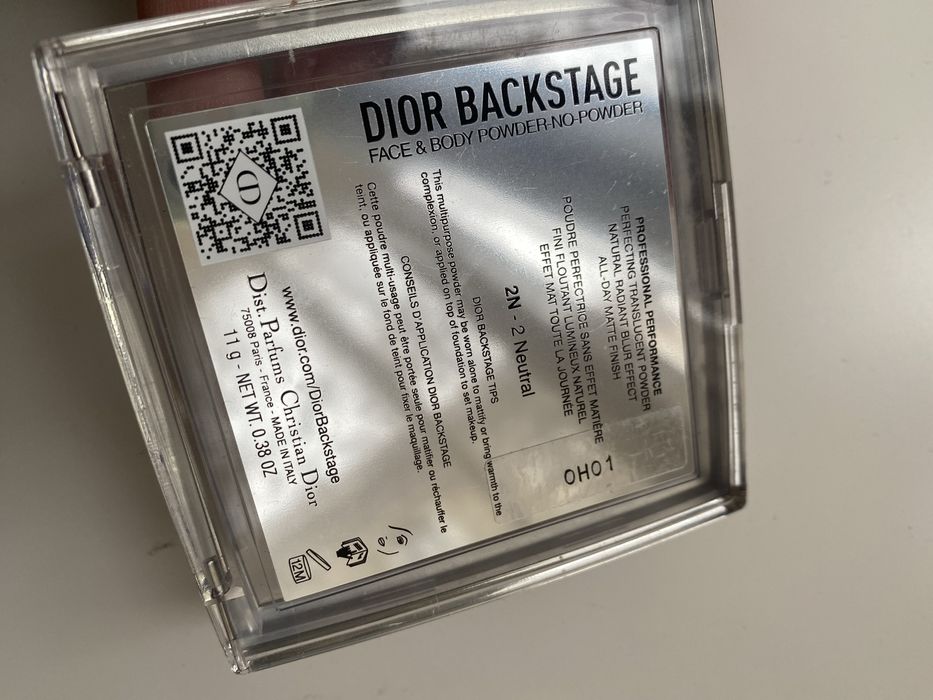 DIOR BACKSTAGE
FACE & BODY POWDER-NO-POWDER
PROFESSIONAL PERFORMANCE
PERFECTING TRANSLUCENT POWDER
NATURAL RADIANT BLUR EFFECT
ALL-DAY MATTE FINISH
POUDRE PERFECTRICE SANS EFFET MATIÈRE
FINI FLOUTANT LUMINEUX NATUREL
EFFET MAT TOUTE LA JOURNÉE
2N - 2 Neutral
DIOR BACKSTAGE TIPS
This multipurpose powder may be worn alone to mattify or bring warmth to the
complexion, or applied on top of foundation to set makeup.
CONSEILS D'APPLICATION DIOR BACKSTAGE
Cette poudre multi-usage peut être portée seule pour matifier ou réchauffer le
teint, ou appliquée sur le fond de teint pour fixer le maquillage.
www.dior.com/DiorBackstage
Dist. Parfums Christian Dior
75008 Paris - France - MADE IN ITALY
11 g - NET WT. 0.38 OZ
12M
0H01
CD